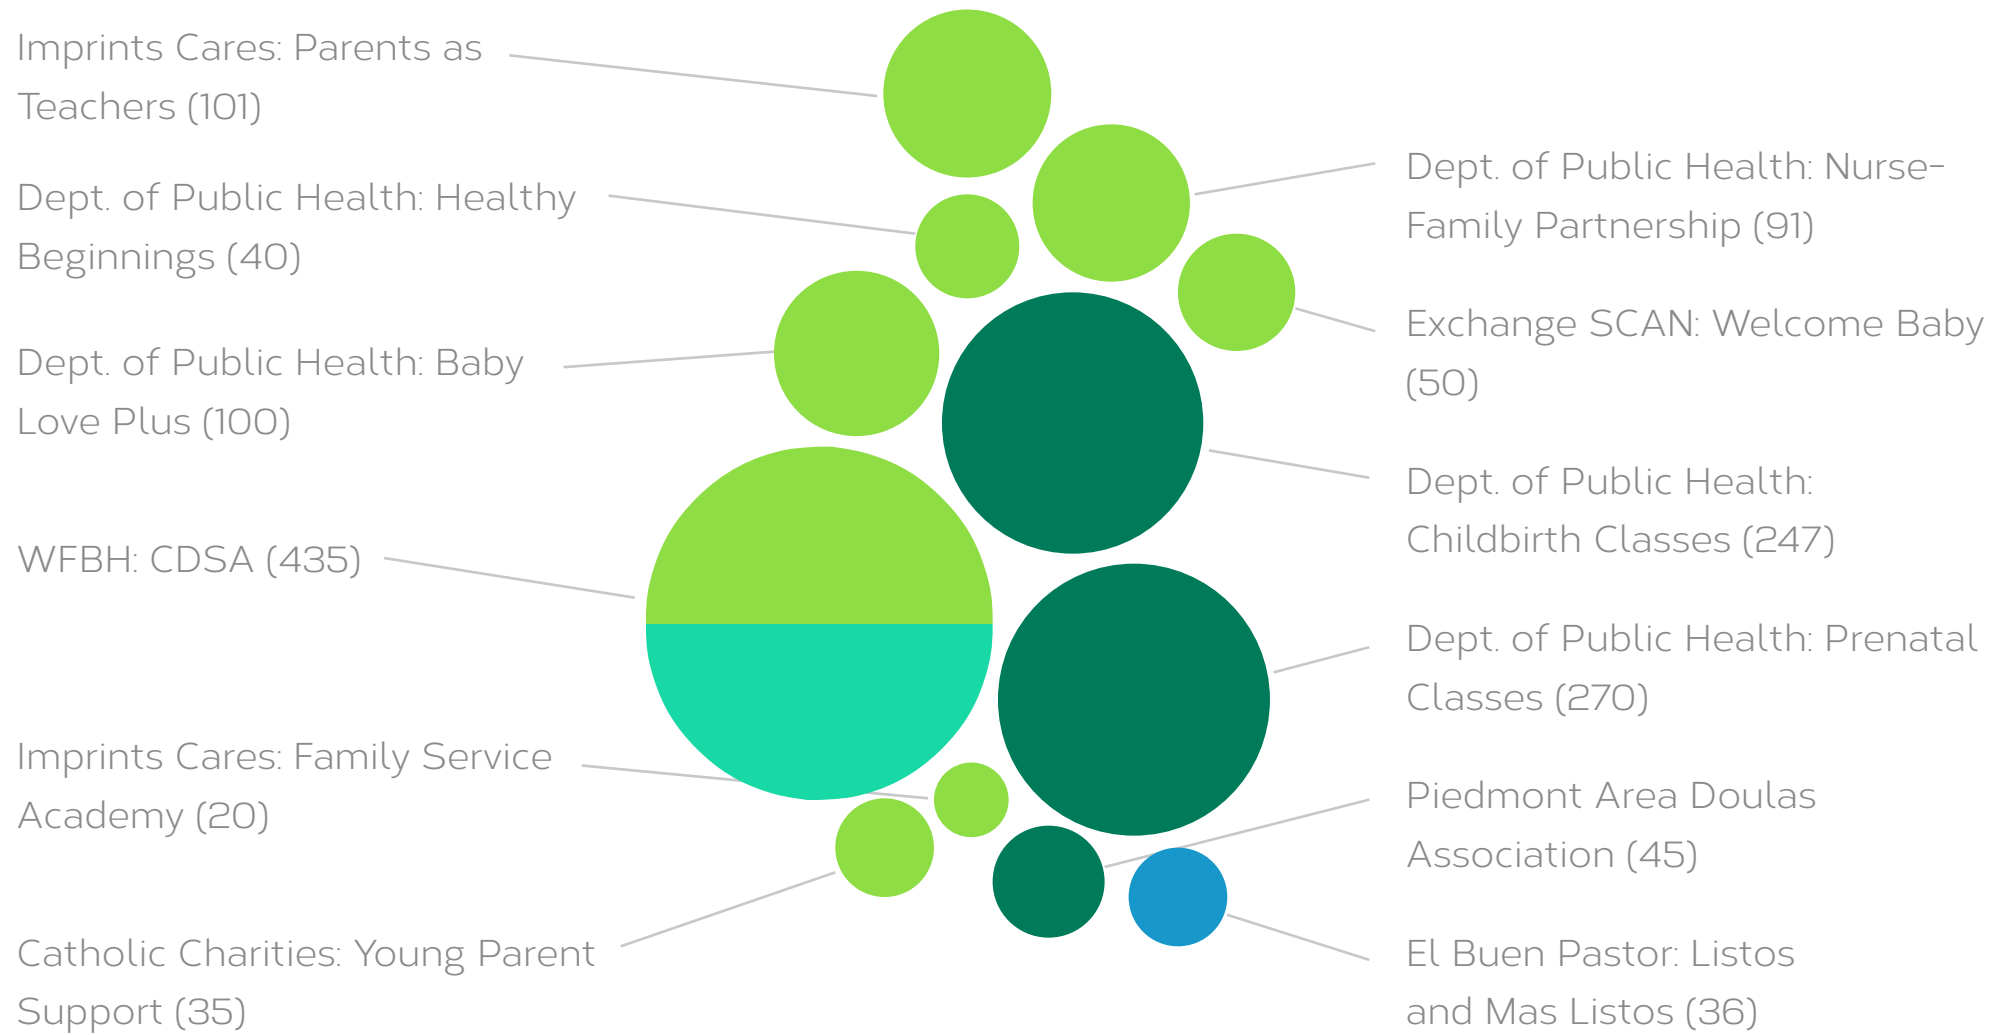 Imprints Cares: Parents as
Teachers (101)
Dept. of Public Health: Healthy
Beginnings (40)
Dept. of Public Health: Baby
Love Plus (100)
WFBH: CDSA (435)
Imprints Cares: Family Service
Academy (20)
Catholic Charities: Young Parent
Support (35)
Dept. of Public Health: Nurse-
Family Partnership (91)
Exchange SCAN: Welcome Baby
(50)
Dept. of Public Health:
Childbirth Classes (247)
Dept. of Public Health: Prenatal
Classes (270)
Piedmont Area Doulas
Association (45)
El Buen Pastor: Listos
and Mas Listos (36)